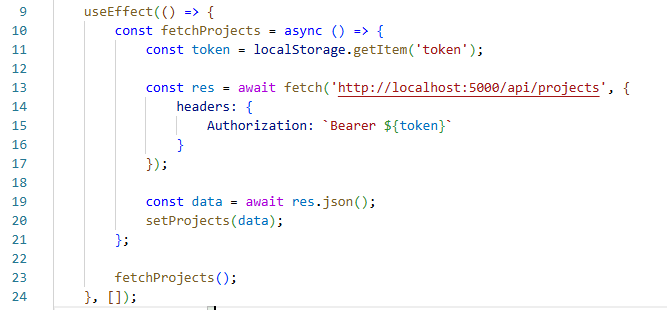 9 useEffect(() => {
10 const fetchProjects = async () => {
11 const token = localStorage.getItem('token');
12
13 const res = await fetch('http://localhost:5000/api/projects', {
14 headers: {
15 Authorization: `Bearer ${token}`
16 }
17 });
18
19 const data = await res.json();
20 setProjects(data);
21 };
22
23 fetchProjects();
24 }, []);